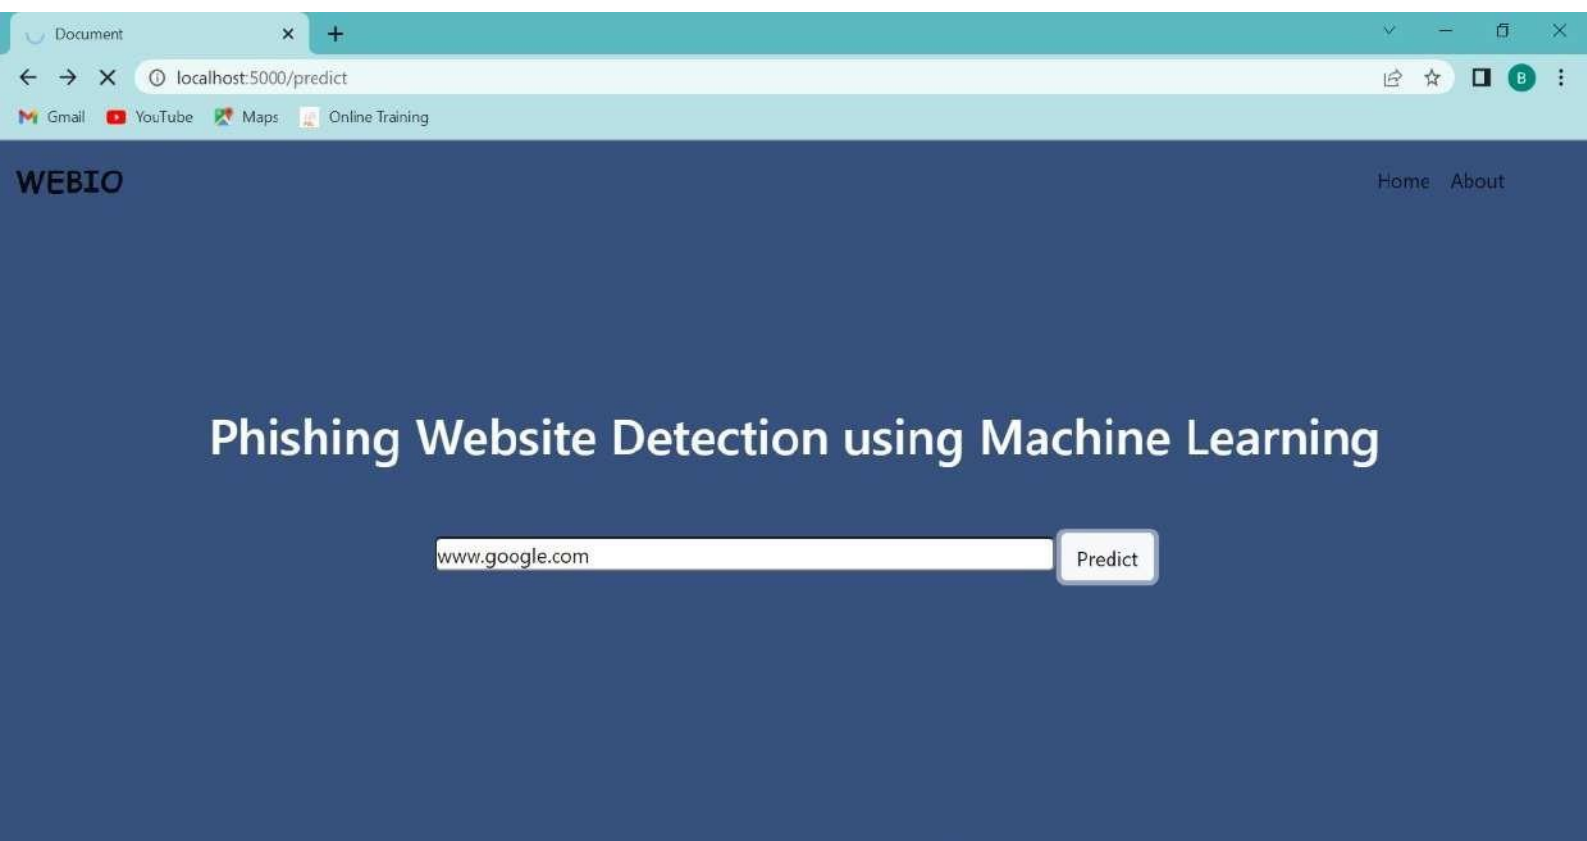 Document
localhost:5000/predict
B
Gmail YouTube Maps Online Training
WEBIO Home About
Phishing Website Detection using Machine Learning
www.google.com Predict